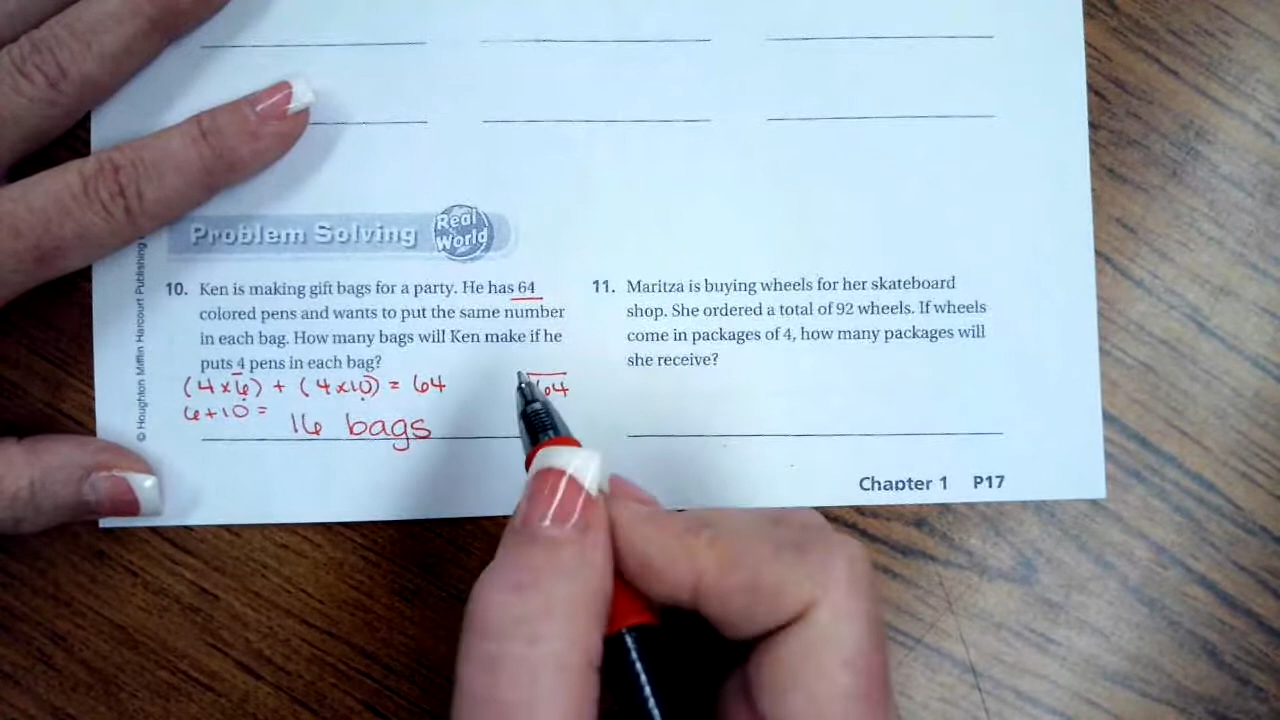 Problem Solving Real World
10. Ken is making gift bags for a party. He has 64
colored pens and wants to put the same number
in each bag. How many bags will Ken make if he
puts 4 pens in each bag?
(4×6) + (4×10) = 64
64
6+10 =
16 bags
11. Maritza is buying wheels for her skateboard
shop. She ordered a total of 92 wheels. If wheels
come in packages of 4, how many packages will
she receive?
© Houghton Mifflin Harcourt Publishing
Chapter 1 P17